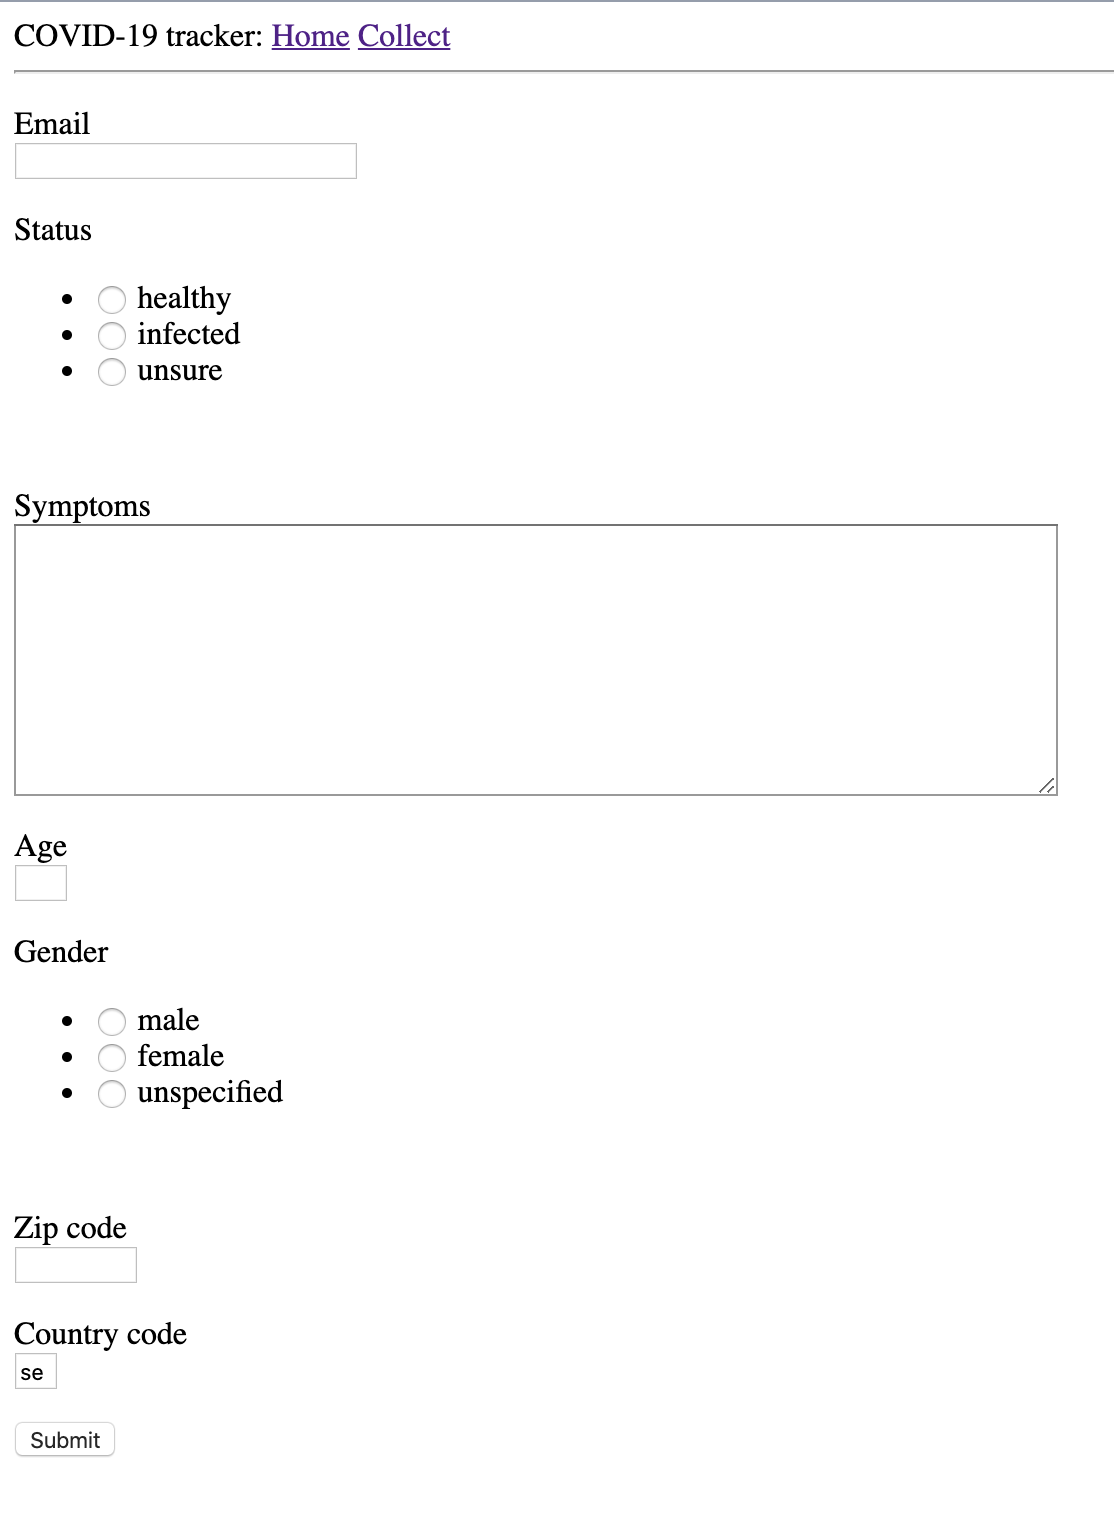 COVID-19 tracker: Home Collect
Email
Status
healthy
infected
unsure
Symptoms
Age
Gender
male
female
unspecified
Zip code
Country code
se
Submit